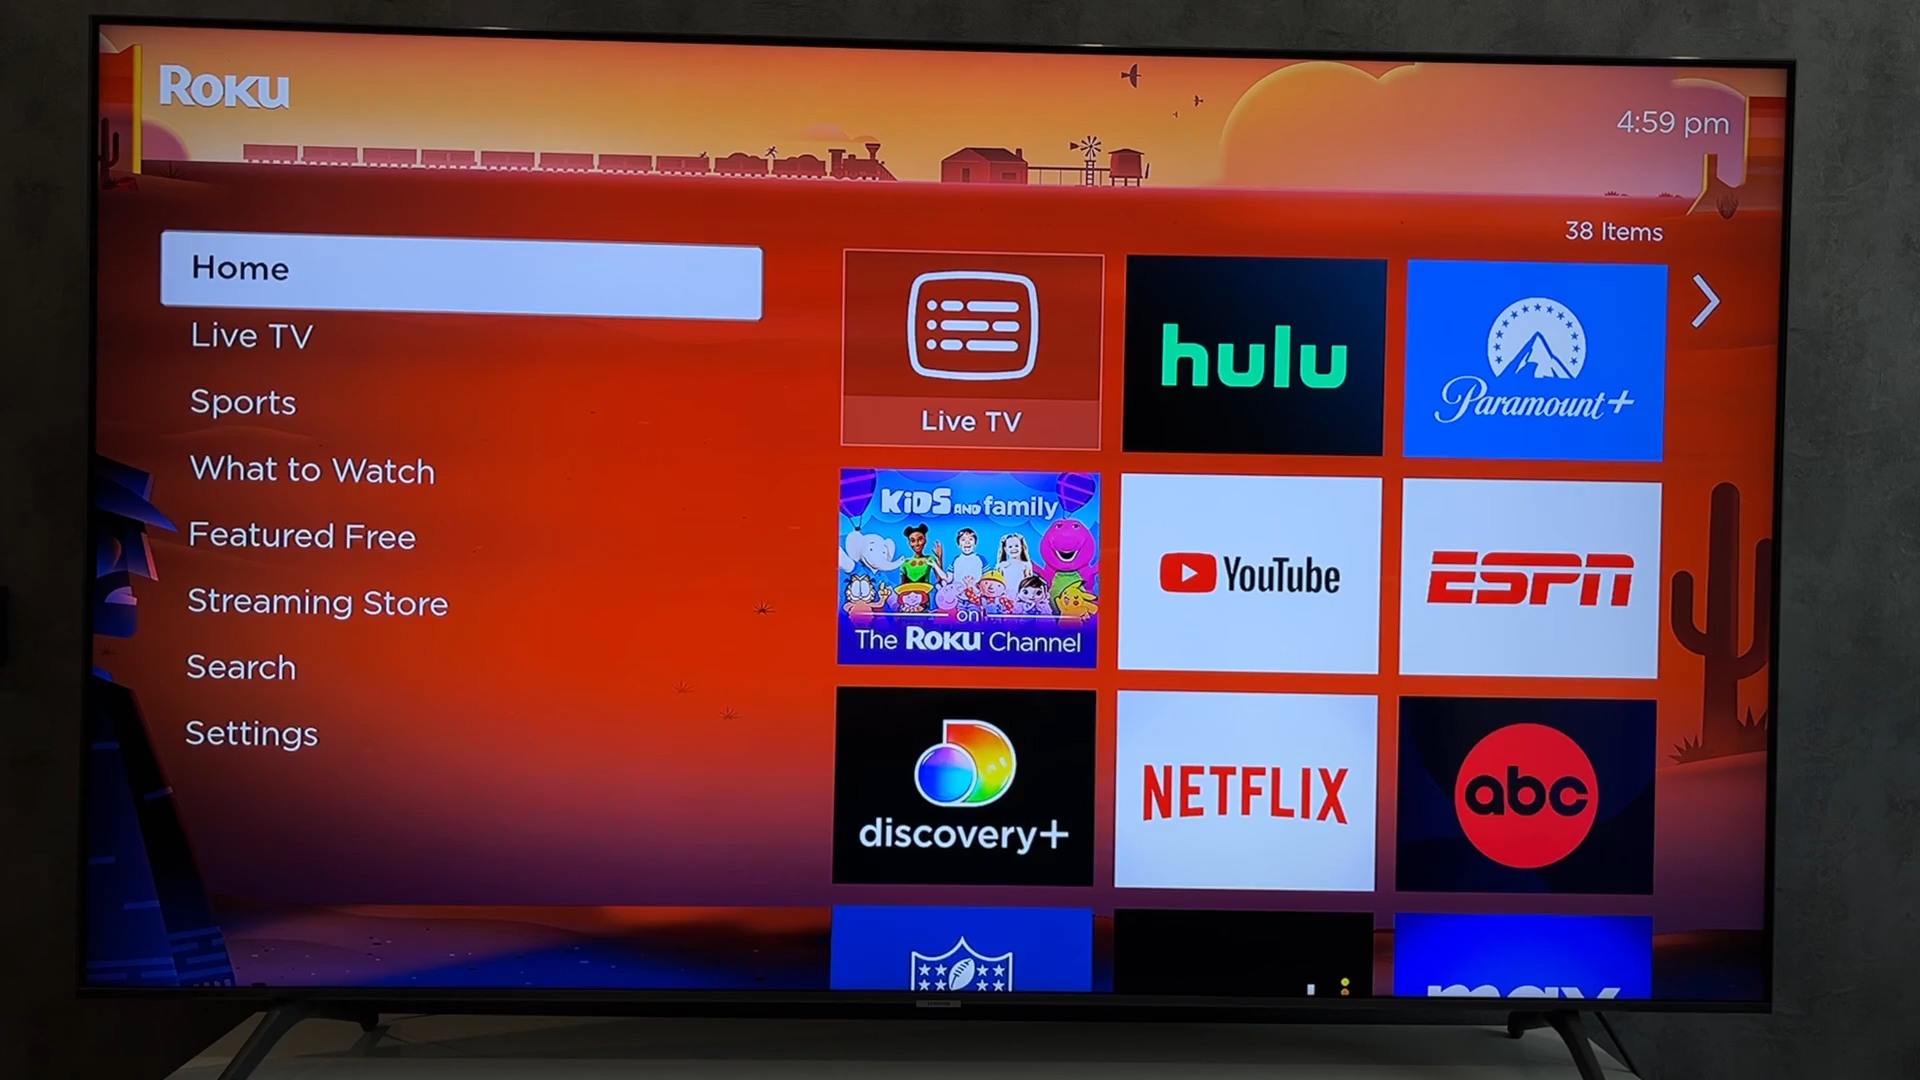 ROKU
4:59 pm
38 Items
Home
Live TV
Sports
What to Watch
Featured Free
Streaming Store
Search
Settings
Live TV
hulu
Paramount+
KiDS AND family
on
The ROKU Channel
YouTube
ESPN
discovery+
NETFLIX
abc
max